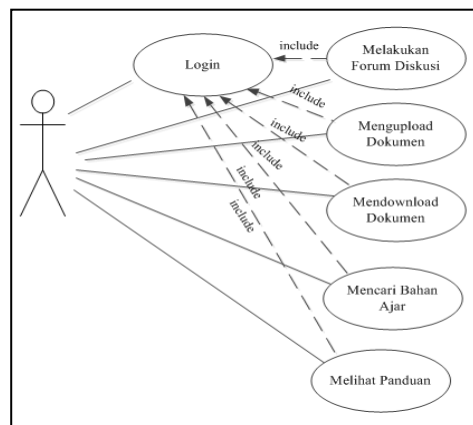 Login
include
Melakukan
Forum Diskusi
include
Mengupload
Dokumen
include
Mendownload
Dokumen
include
include
include
Mencari Bahan
Ajar
Melihat Panduan